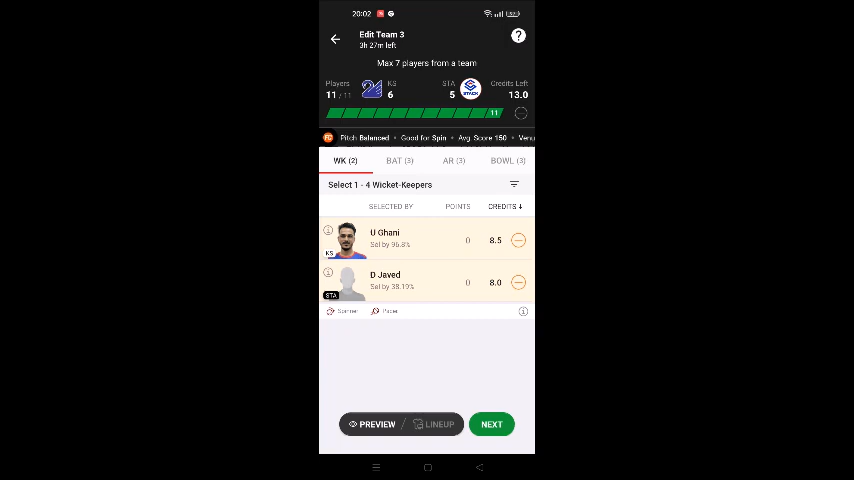 20:02
Edit Team 3
3h 27m left
?
Max 7 players from a team
Players KS STA Credits Left
11 / 11 6 5 STACK 13.0
11
Pitch Balanced • Good for Spin • Avg. Score 150 • Venu
WK (2) BAT (3) AR (3) BOWL (3)
Select 1 - 4 Wicket-Keepers
SELECTED BY POINTS CREDITS ↓
U Ghani
Sel by 96.8%
0 8.5
KS
D Javed
Sel by 38.19%
0 8.0
STA
Spinner Pacer
PREVIEW / LINEUP NEXT